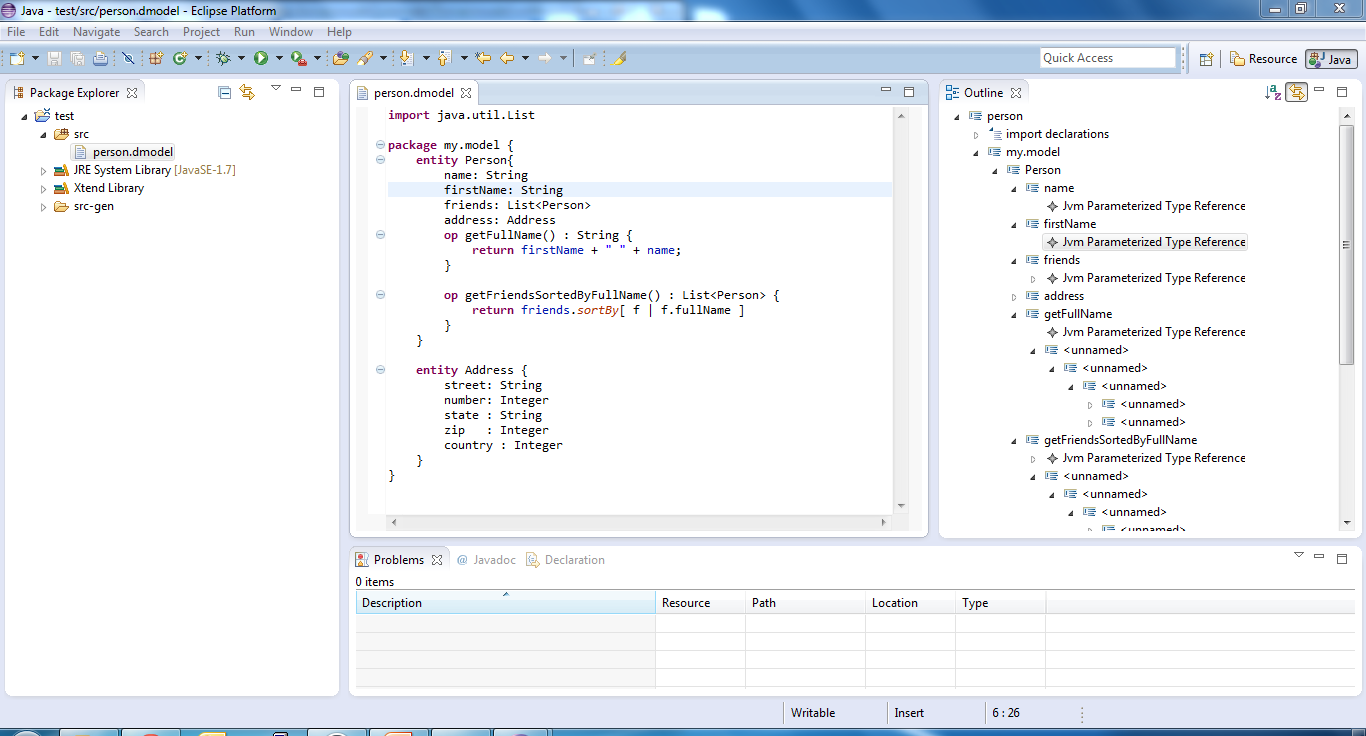 Java - test/src/person.dmodel - Eclipse Platform
File Edit Navigate Search Project Run Window Help
Quick Access
Resource
Java
Package Explorer
test
src
person.dmodel
JRE System Library [JavaSE-1.7]
Xtend Library
src-gen
person.dmodel
import java.util.List
package my.model {
entity Person{
name: String
firstName: String
friends: List<Person>
address: Address
op getFullName() : String {
return firstName + " " + name;
}
op getFriendsSortedByFullName() : List<Person> {
return friends.sortBy[ f | f.fullName ]
}
}
entity Address {
street: String
number: Integer
state : String
zip   : Integer
country : Integer
}
}
Outline
person
import declarations
my.model
Person
name
Jvm Parameterized Type Reference
firstName
Jvm Parameterized Type Reference
friends
Jvm Parameterized Type Reference
address
getFullName
Jvm Parameterized Type Reference
<unnamed>
<unnamed>
<unnamed>
<unnamed>
<unnamed>
getFriendsSortedByFullName
Jvm Parameterized Type Reference
<unnamed>
<unnamed>
<unnamed>
<unnamed>
Problems
@ Javadoc
Declaration
0 items
Description Resource Path Location Type
Writable Insert 6 : 26